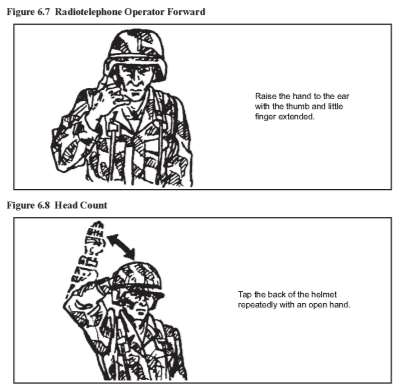 Figure 6.7 Radiotelephone Operator Forward
Raise the hand to the ear
with the thumb and little
finger extended.
Figure 6.8 Head Count
Tap the back of the helmet
repeatedly with an open hand.